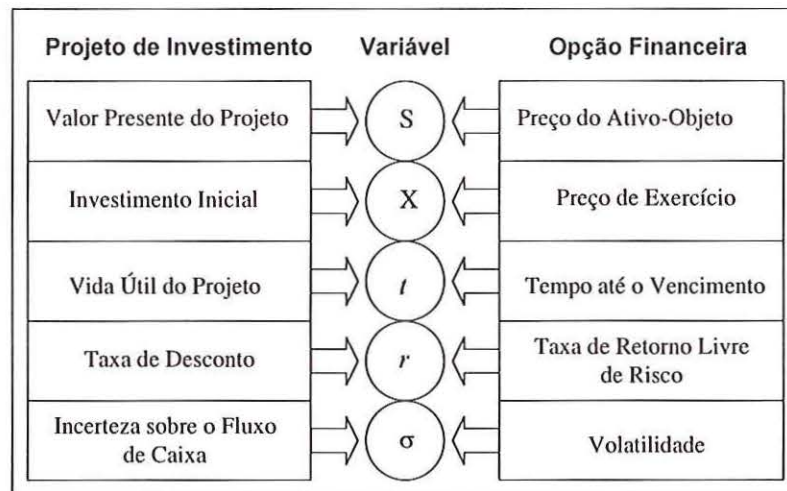 Projeto de Investimento Variável Opção Financeira
Valor Presente do Projeto S Preço do Ativo-Objeto
Investimento Inicial X Preço de Exercício
Vida Útil do Projeto t Tempo até o Vencimento
Taxa de Desconto r Taxa de Retorno Livre
de Risco
Incerteza sobre o Fluxo
de Caixa σ Volatilidade